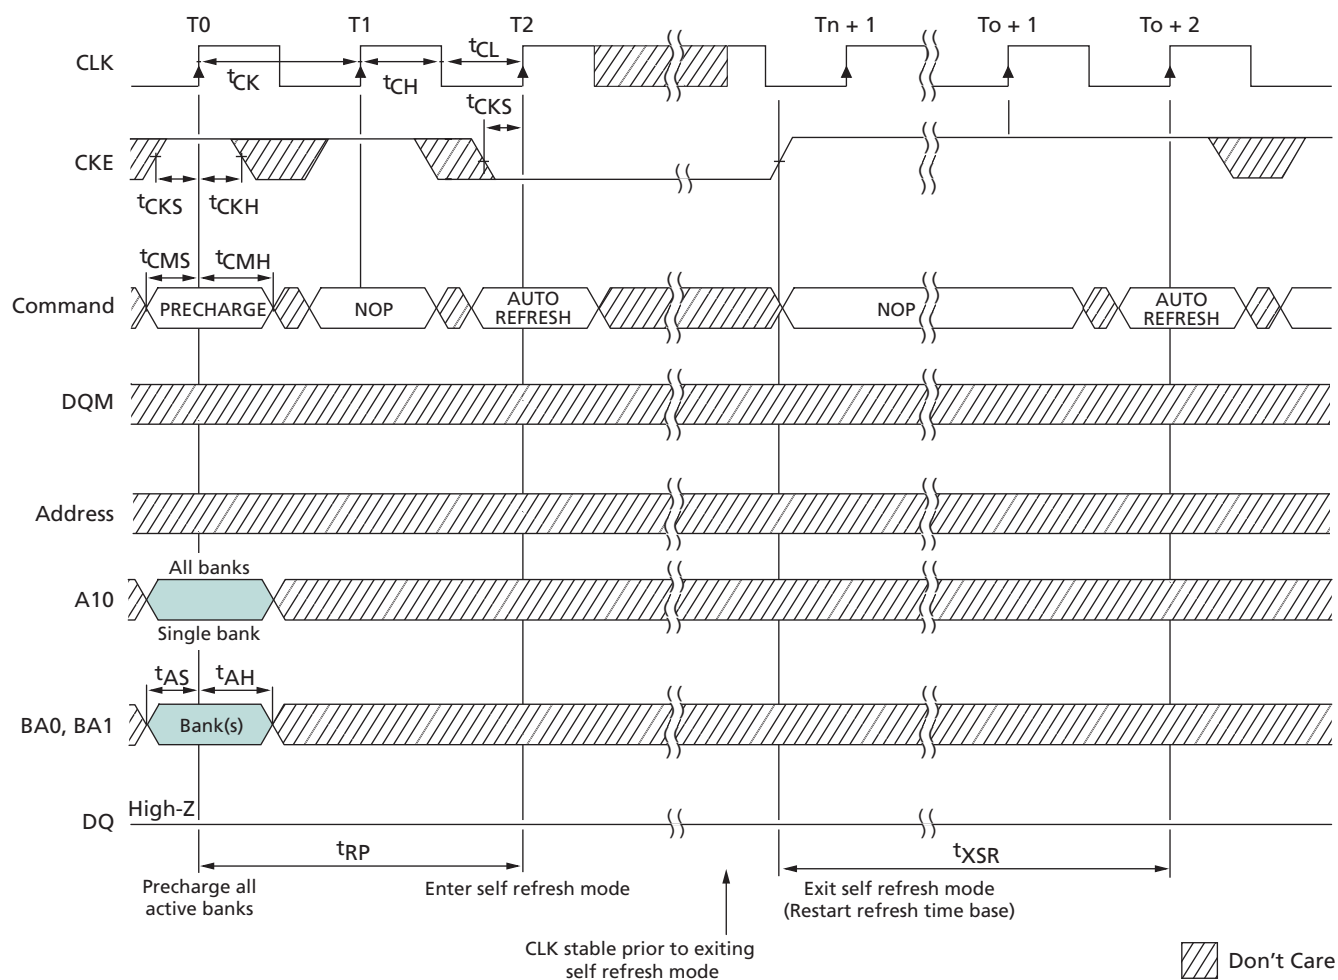 T0 T1 T2 Tn + 1 To + 1 To + 2
CLK
tCK
tCH
tCL
tCKS
CKE
tCKS
tCKH
tCMS
tCMH
Command
PRECHARGE
NOP
AUTO
REFRESH
NOP
AUTO
REFRESH
DQM
Address
All banks
A10
Single bank
tAS
tAH
BA0, BA1
Bank(s)
High-Z
DQ
tRP
tXSR
Precharge all
active banks
Enter self refresh mode
Exit self refresh mode
(Restart refresh time base)
CLK stable prior to exiting
self refresh mode
Don't Care